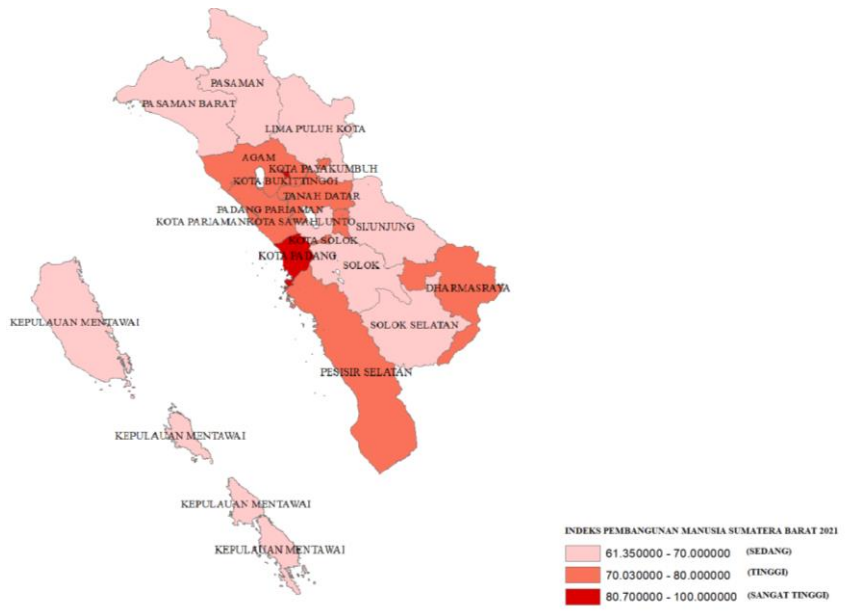 PASAMAN
PASAMAN BARAT
LIMA PULUH KOTA
AGAM
KOTA PAYAKUMBUH
KOTA BUKITTINGGI
TANAH DATAR
PADANG PARIAMAN
KOTA PARIAMAN
KOTA SAWAHLUNTO
SIJUNJUNG
KOTA SOLOK
KOTA PADANG
SOLOK
DHARMASRAYA
KEPULAUAN MENTAWAI
SOLOK SELATAN
PESISIR SELATAN
KEPULAUAN MENTAWAI
KEPULAUAN MENTAWAI
KEPULAUAN MENTAWAI
INDEKS PEMBANGUNAN MANUSIA SUMATERA BARAT 2021
61.350000 - 70.000000 (SEDANG)
70.030000 - 80.000000 (TINGGI)
80.700000 - 100.000000 (SANGAT TINGGI)